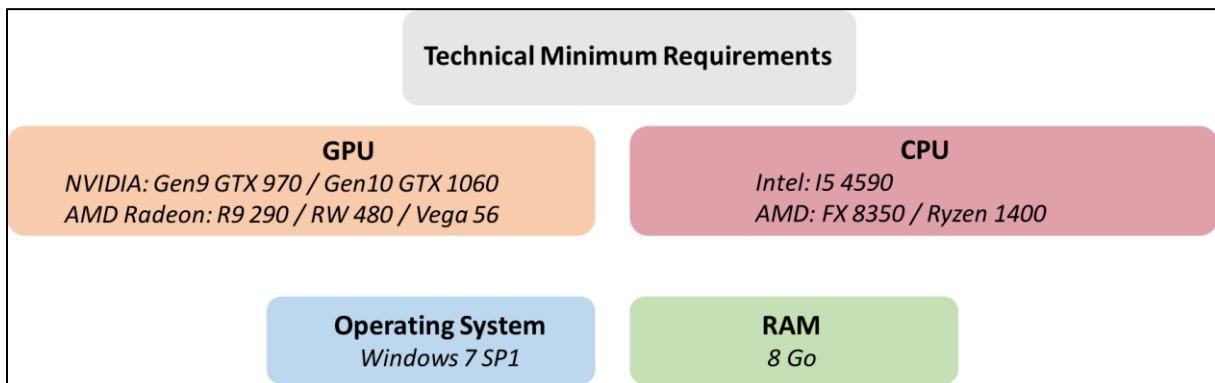 Technical Minimum Requirements
GPU
NVIDIA: Gen9 GTX 970 / Gen10 GTX 1060
AMD Radeon: R9 290 / RW 480 / Vega 56
CPU
Intel: I5 4590
AMD: FX 8350 / Ryzen 1400
Operating System
Windows 7 SP1
RAM
8 Go